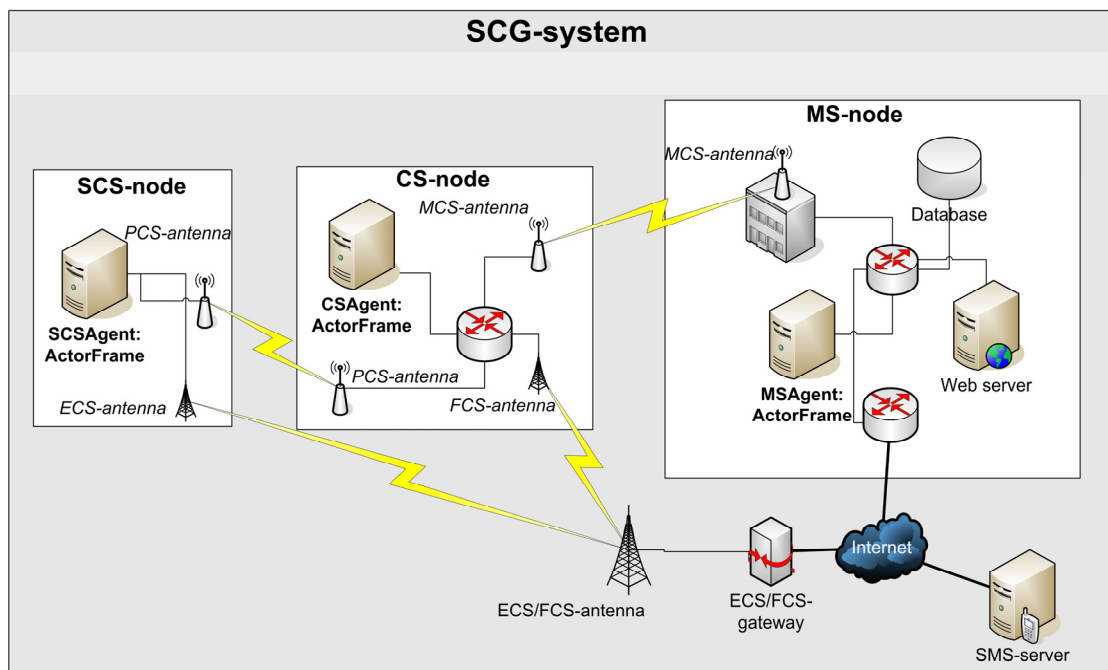 SCG-system
SCS-node
PCS-antenna
SCSAgent:
ActorFrame
ECS-antenna
CS-node
MCS-antenna
CSAgent:
ActorFrame
PCS-antenna
FCS-antenna
MS-node
MCS-antenna
Database
MSAgent:
ActorFrame
Web server
ECS/FCS-antenna
ECS/FCS-
gateway
Internet
SMS-server